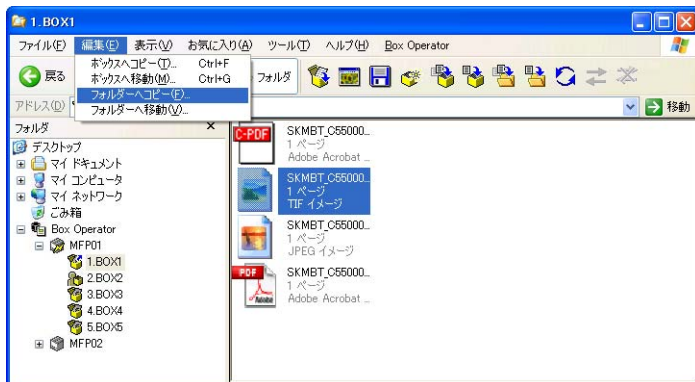 1.BOX1
ファイル(F) 編集(E) 表示(V) お気に入り(A) ツール(T) ヘルプ(H) Box Operator
ボックスへコピー(T)... Ctrl+F
ボックスへ移動(M)... Ctrl+G
フォルダーへコピー(F)...
フォルダーへ移動(V)...
戻る
フォルダ
アドレス(D)
移動
フォルダ ×
デスクトップ
マイ ドキュメント
マイ コンピュータ
マイ ネットワーク
ごみ箱
Box Operator
MFP01
1.BOX1
2.BOX2
3.BOX3
4.BOX4
5.BOX5
MFP02
C-PDF
SKMBT_C55000...
1 ページ
Adobe Acrobat ...
SKMBT_C55000...
1 ページ
TIF イメージ
SKMBT_C55000...
1 ページ
JPEG イメージ
PDF
Adobe
SKMBT_C55000...
1 ページ
Adobe Acrobat ...